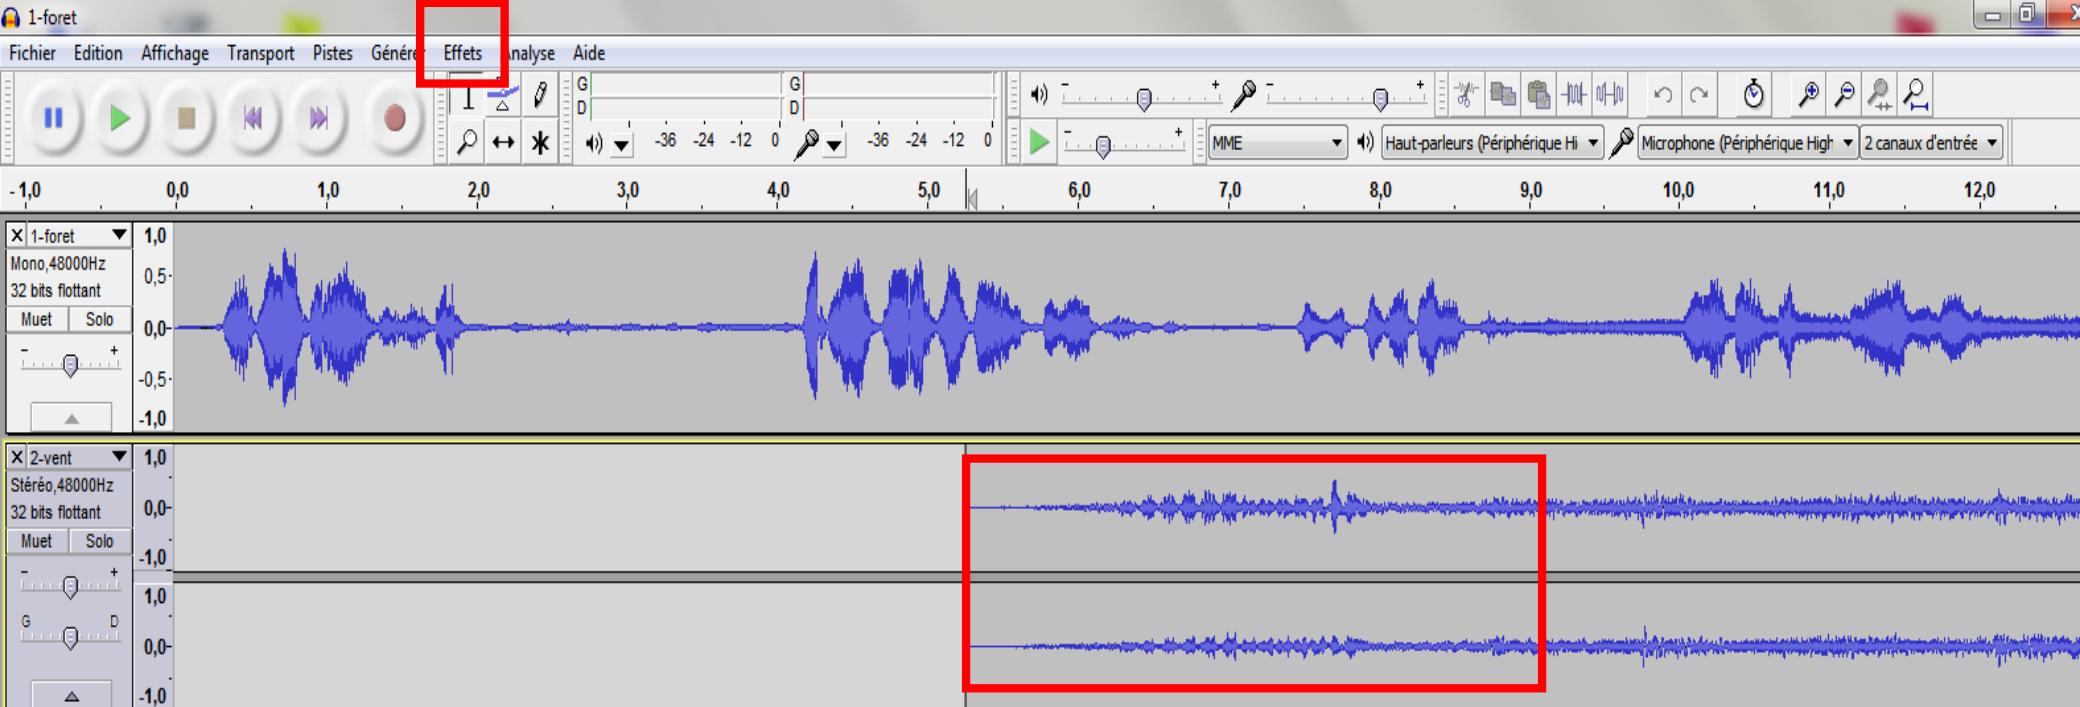 1-foret
Fichier Edition Affichage Transport Pistes Génére Effets nalyse Aide
G G
D D
-36 -24 -12 0 -36 -24 -12 0
MME Haut-parleurs (Périphérique Hi Microphone (Périphérique High 2 canaux d'entrée
-1,0 0,0 1,0 2,0 3,0 4,0 5,0 6,0 7,0 8,0 9,0 10,0 11,0 12,0
X 1-foret 1,0
Mono,48000Hz 0,5
32 bits flottant
Muet Solo 0,0
- +
-0,5
-1,0
X 2-vent 1,0
Stéréo,48000Hz
32 bits flottant 0,0
Muet Solo
-1,0
- +
1,0
G D
0,0
-1,0